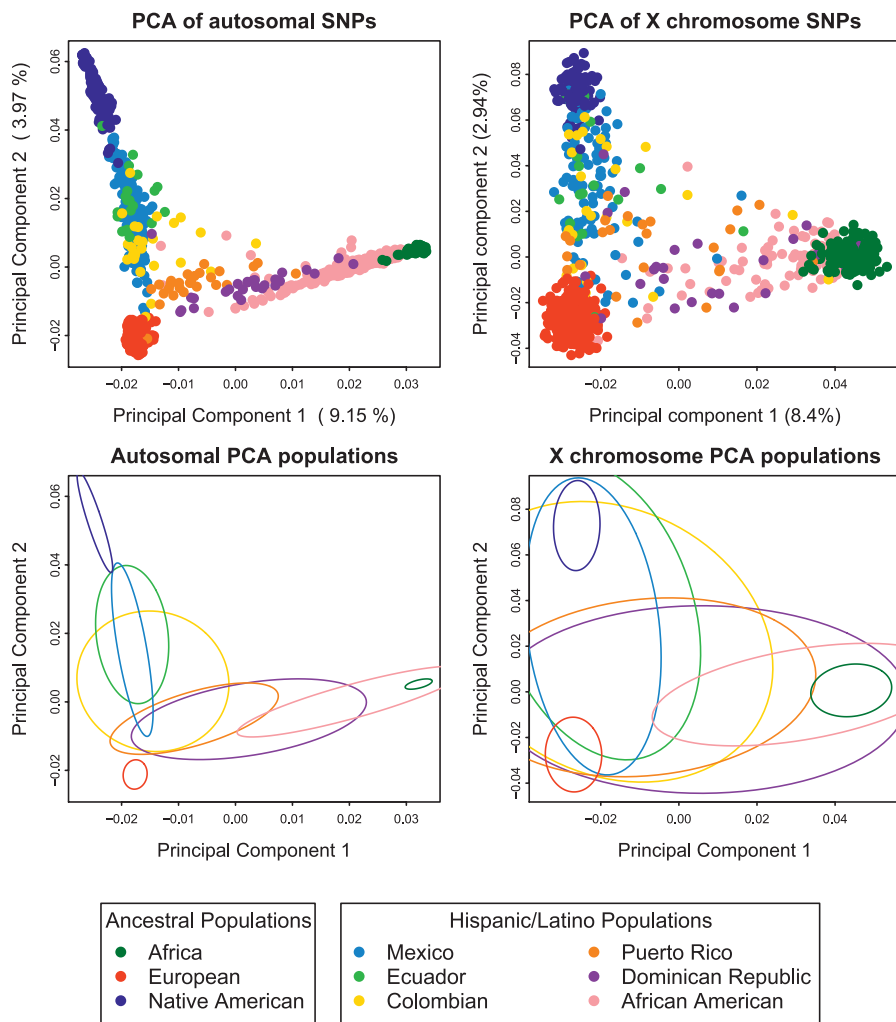 PCA of autosomal SNPs
PCA of X chromosome SNPs
Principal Component 2 ( 3.97 %)
0.06
0.04
0.02
0.00
−0.02
−0.02 −0.01 0.00 0.01 0.02 0.03
Principal Component 1 ( 9.15 %)
Principal component 2 (2.94%)
0.08
0.06
0.04
0.02
0.00
−0.02
−0.04
−0.02 0.00 0.02 0.04
Principal component 1 (8.4%)
Autosomal PCA populations
X chromosome PCA populations
Principal Component 2
0.06
0.04
0.02
0.00
−0.02
−0.02 −0.01 0.00 0.01 0.02 0.03
Principal Component 1
Principal Component 2
0.08
0.06
0.04
0.02
0.00
−0.02
−0.04
−0.02 0.00 0.02 0.04
Principal Component 1
Ancestral Populations
Africa
European
Native American
Hispanic/Latino Populations
Mexico
Ecuador
Colombian
Puerto Rico
Dominican Republic
African American